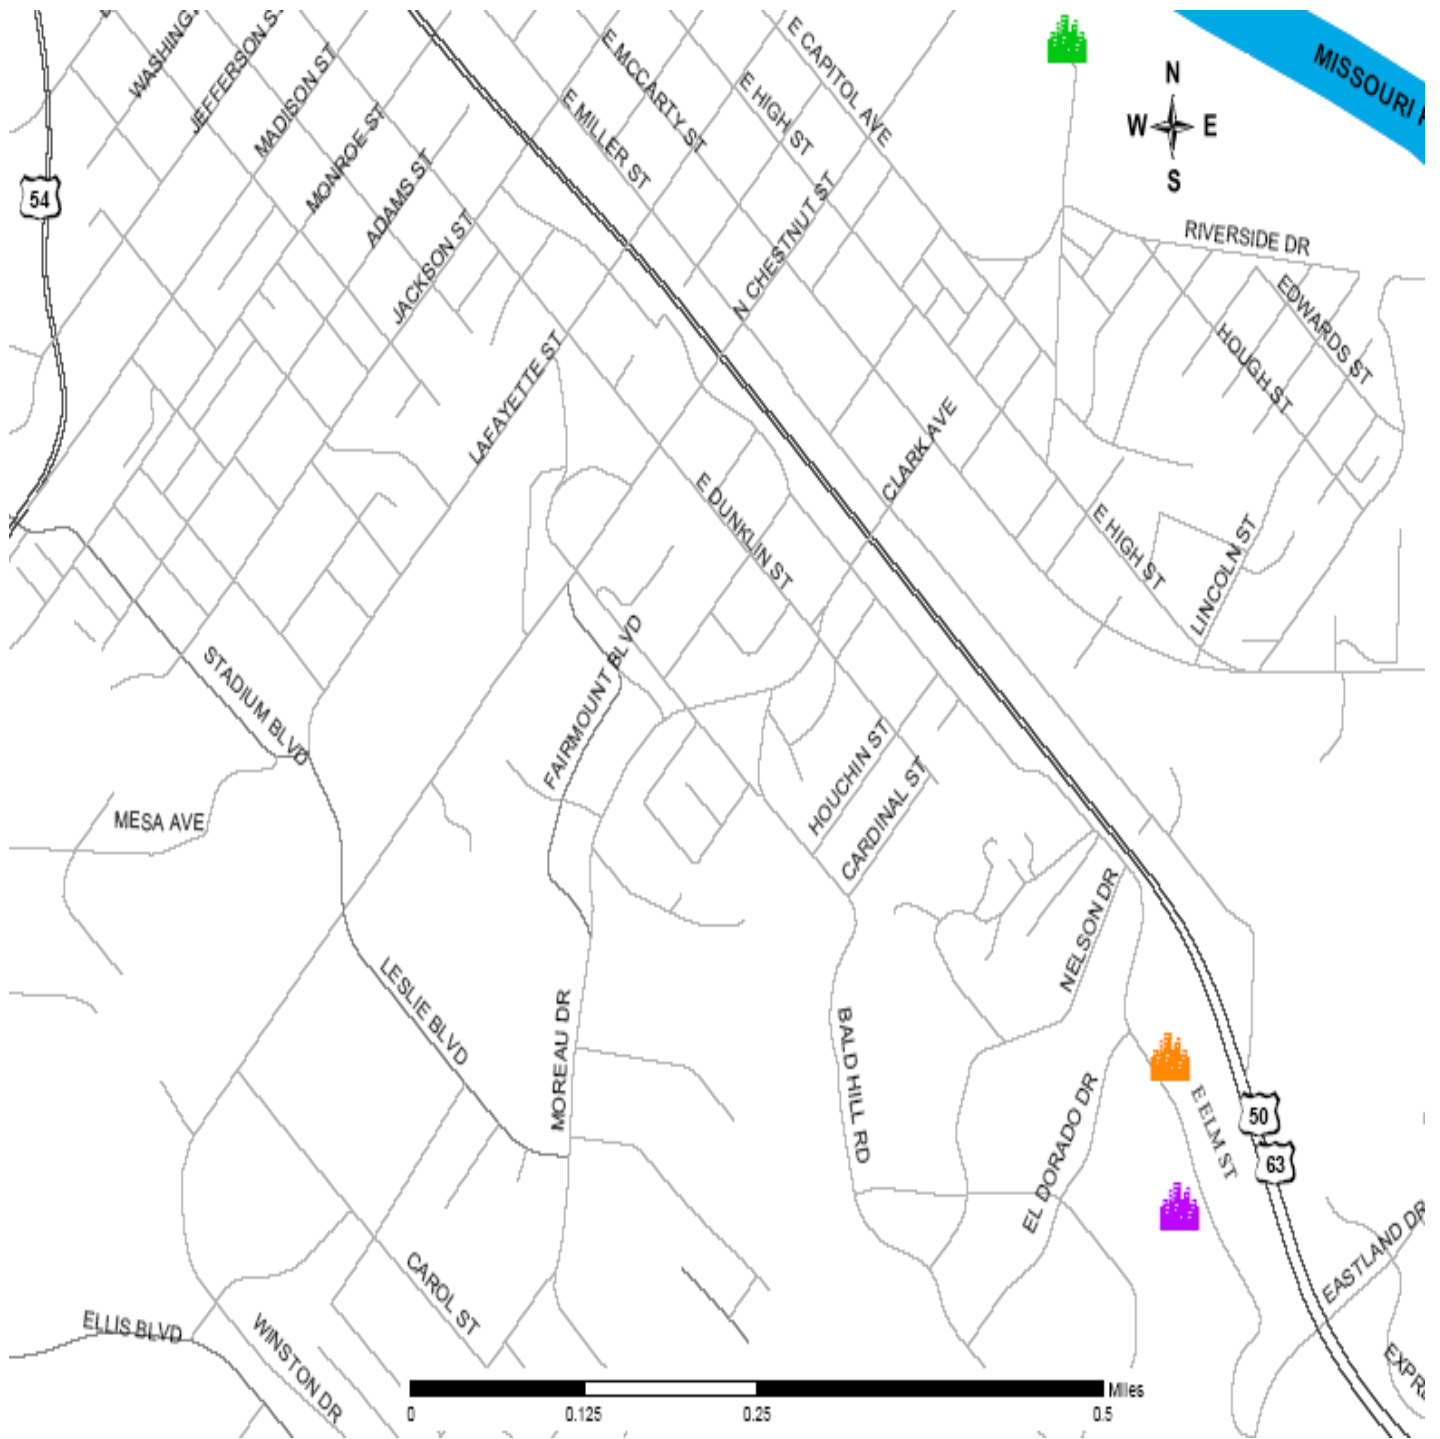 JEFFERSON S
MADISON ST
MONROE ST
ADAMS ST
JACKSON ST
LAFAYETTE ST
E MILLER ST
E MCCARTY ST
E HIGH ST
E CAPITOL AVE
N CHESTNUT ST
MISSOURI
N
W E
S
54
RIVERSIDE DR
EDWARDS ST
HOUGH ST
CLARK AVE
E DUNKLIN ST
E HIGH ST
LINCOLN ST
STADIUM BLVD
FAIRMOUNT BLVD
HOUCHIN ST
CARDINAL ST
MESA AVE
NELSON DR
LESLIE BLVD
MOREAU DR
BALD HILL RD
EL DORADO DR
E ELM ST
50
63
EASTLAND DR
CAROL ST
ELLIS BLVD
WINSTON DR
EXPR
Miles
0 0.125 0.25 0.5